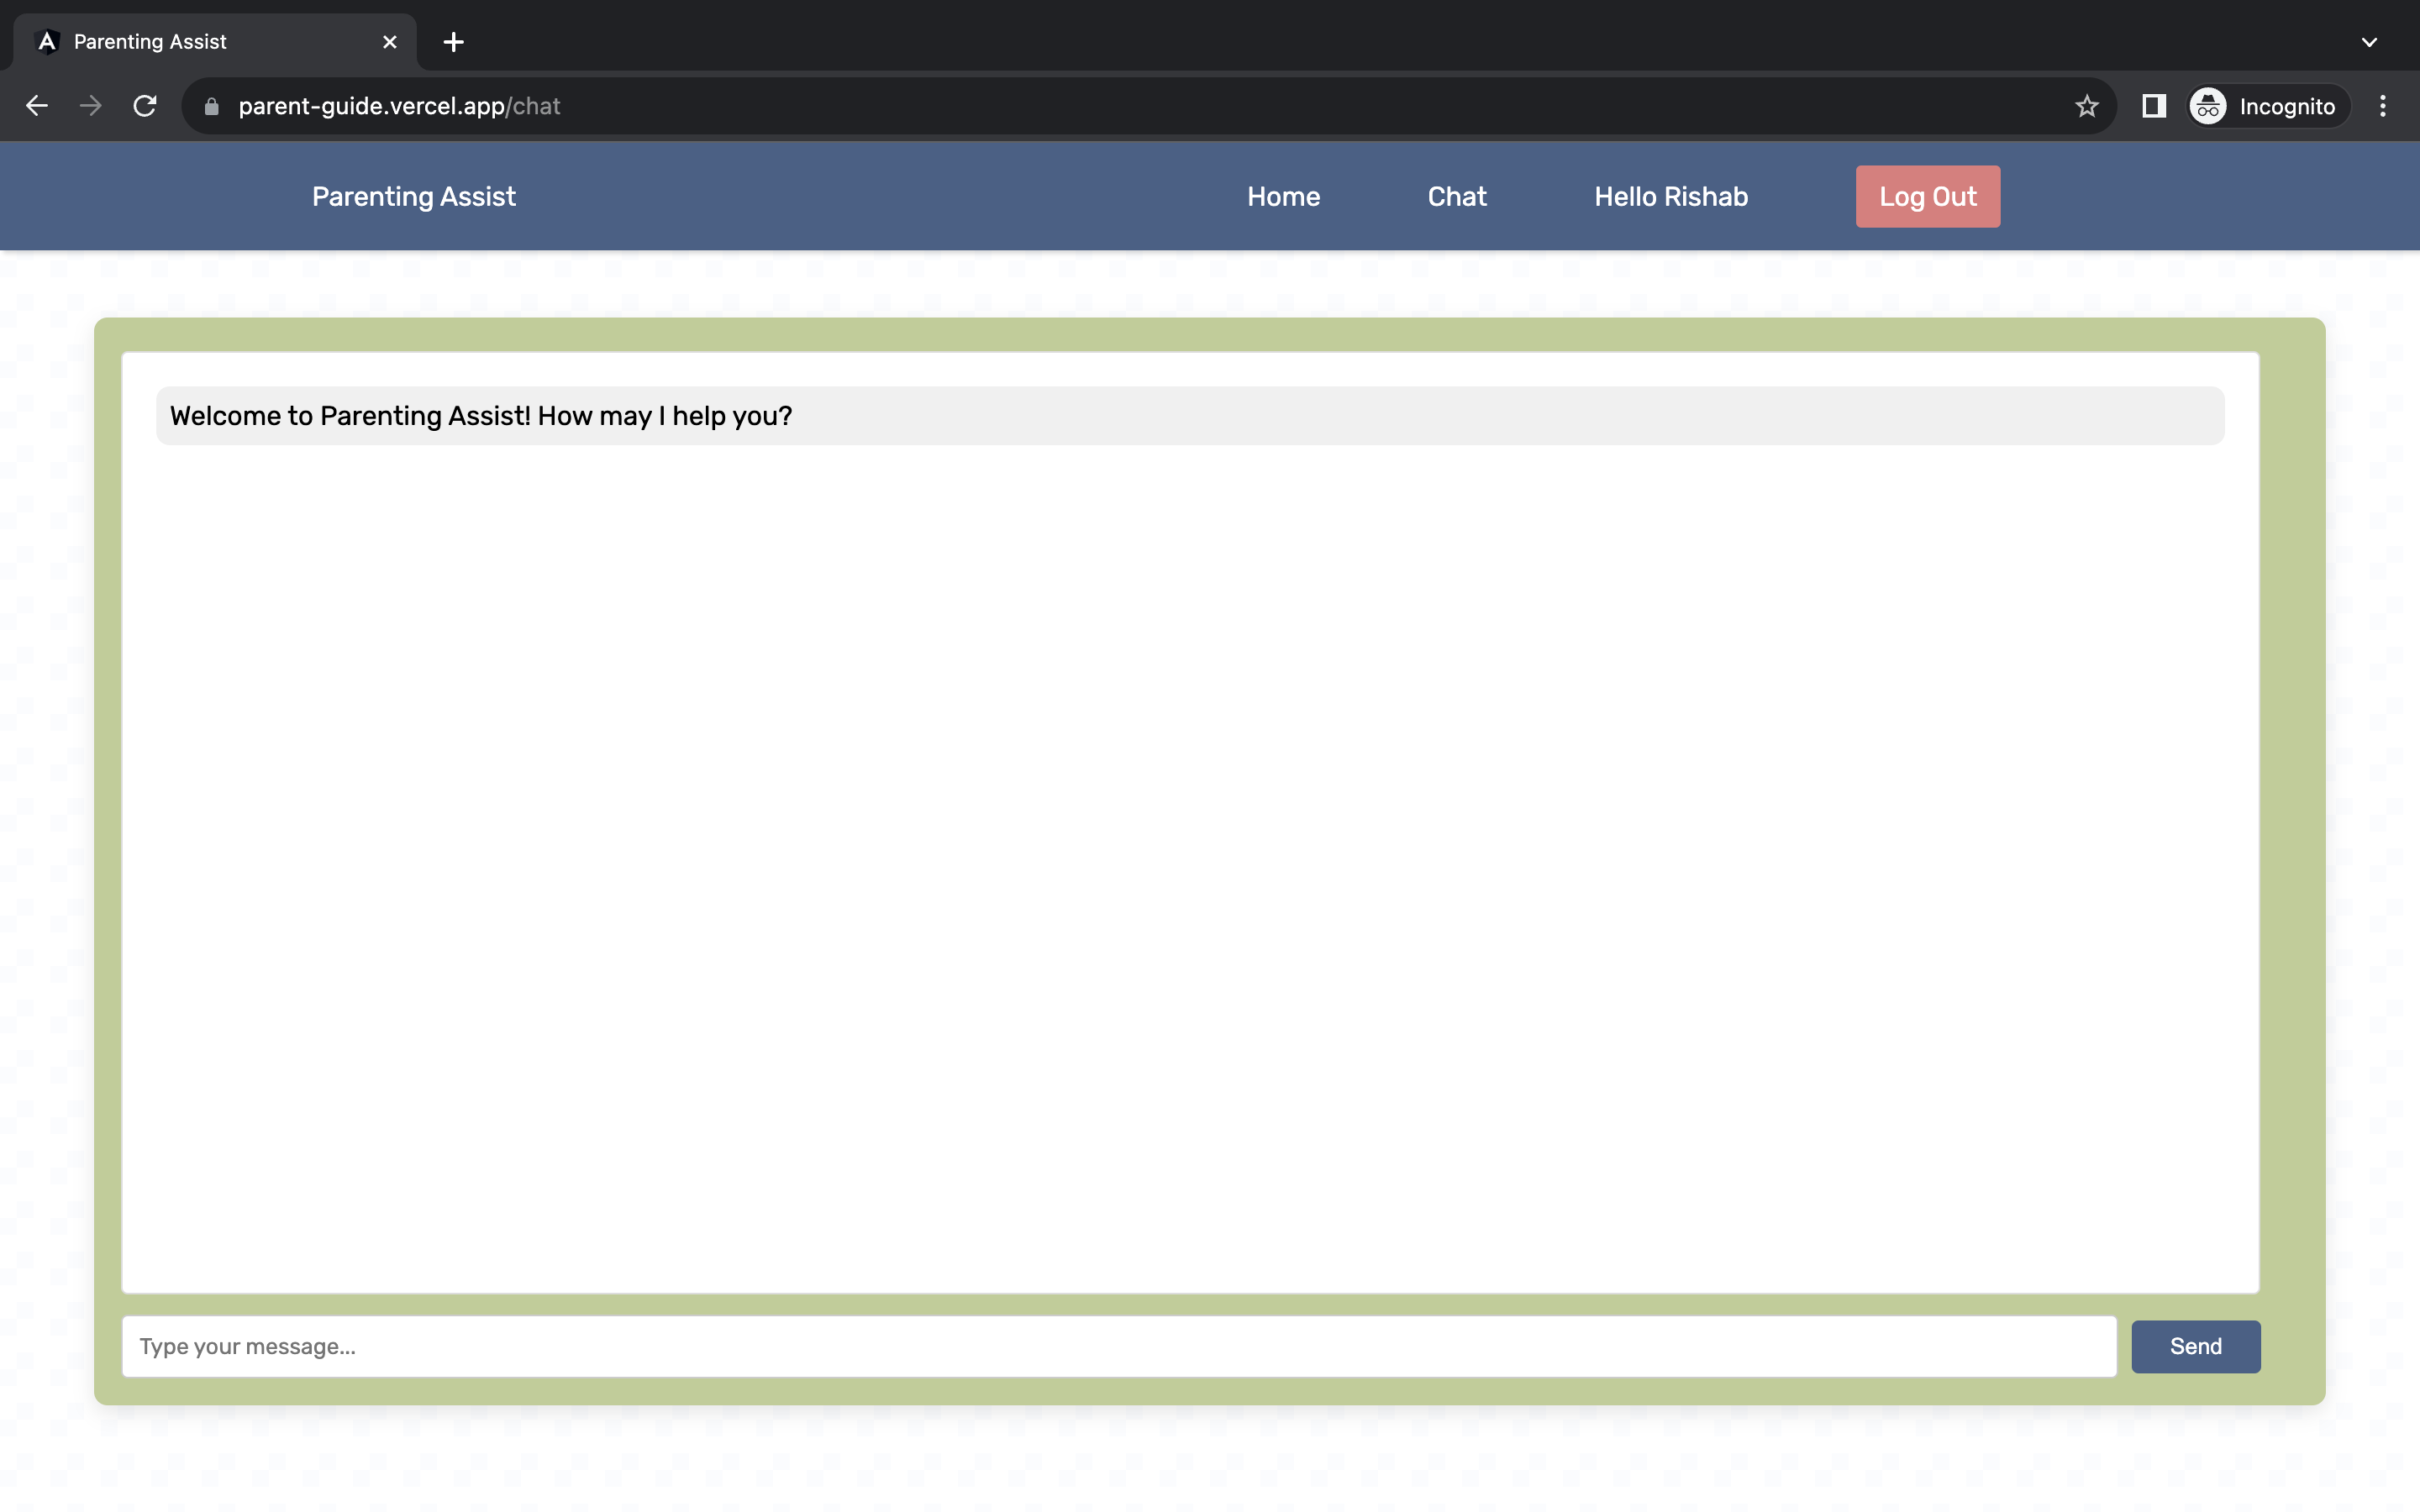 Parenting Assist
parent-guide.vercel.app/chat
Incognito
Parenting Assist
Home
Chat
Hello Rishab
Log Out
Welcome to Parenting Assist! How may I help you?
Type your message...
Send